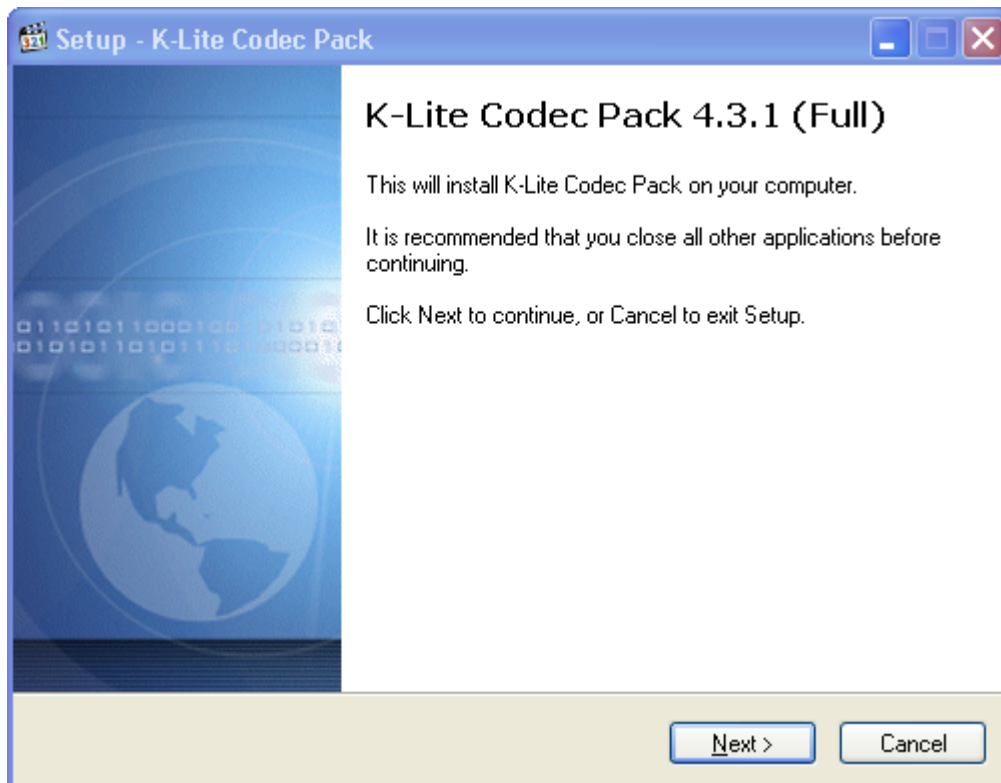 Setup - K-Lite Codec Pack
K-Lite Codec Pack 4.3.1 (Full)
This will install K-Lite Codec Pack on your computer.
It is recommended that you close all other applications before
continuing.
Click Next to continue, or Cancel to exit Setup.
Next >
Cancel